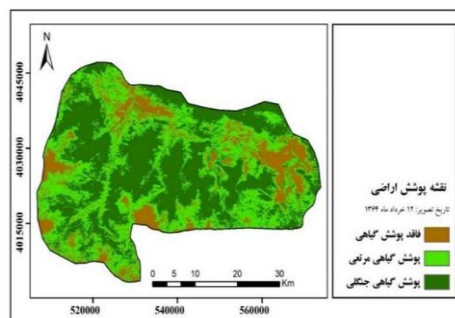 N
4045000
4030000
4015000
520000
540000
560000
0 5 10 20 30
Km
نقشه پوشش اراضی
تاریخ تصویر: ۱۲ خرداد ماه ۱۳۶۴
فاقد پوشش گیاهی
پوشش گیاهی مرتعی
پوشش گیاهی جنگلی